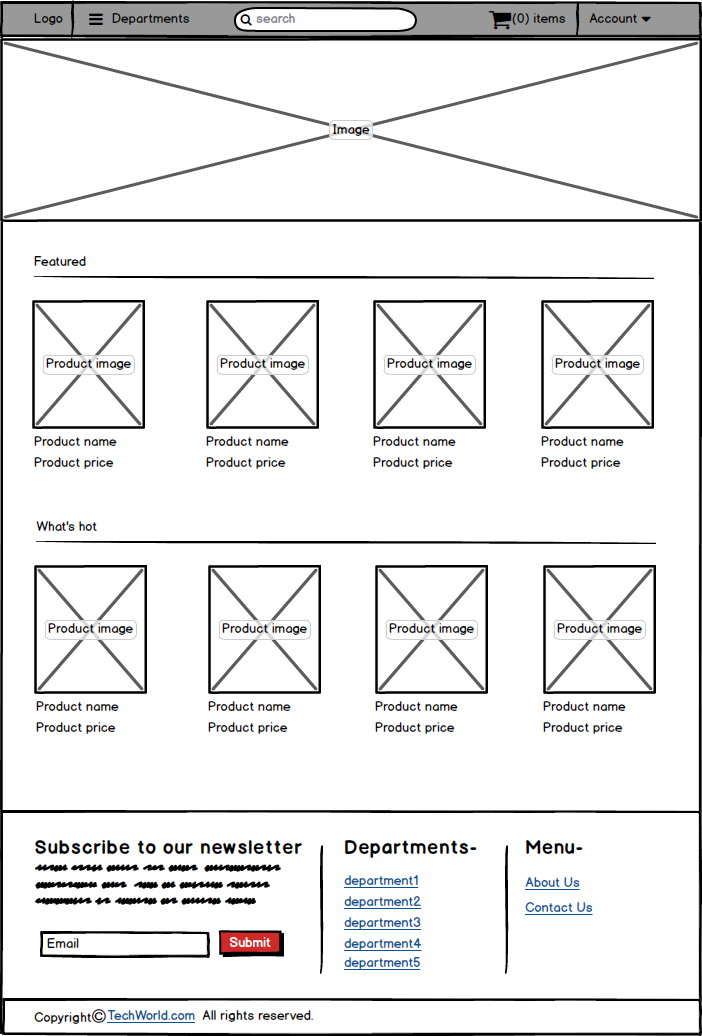 Logo Departments search (0) items Account
Image
Featured
Product image Product image Product image Product image
Product name Product name Product name Product name
Product price Product price Product price Product price
What's hot
Product image Product image Product image Product image
Product name Product name Product name Product name
Product price Product price Product price Product price
Subscribe to our newsletter
Email Submit
Departments-
department1
department2
department3
department4
department5
Menu-
About Us
Contact Us
Copyright©TechWorld.com All rights reserved.